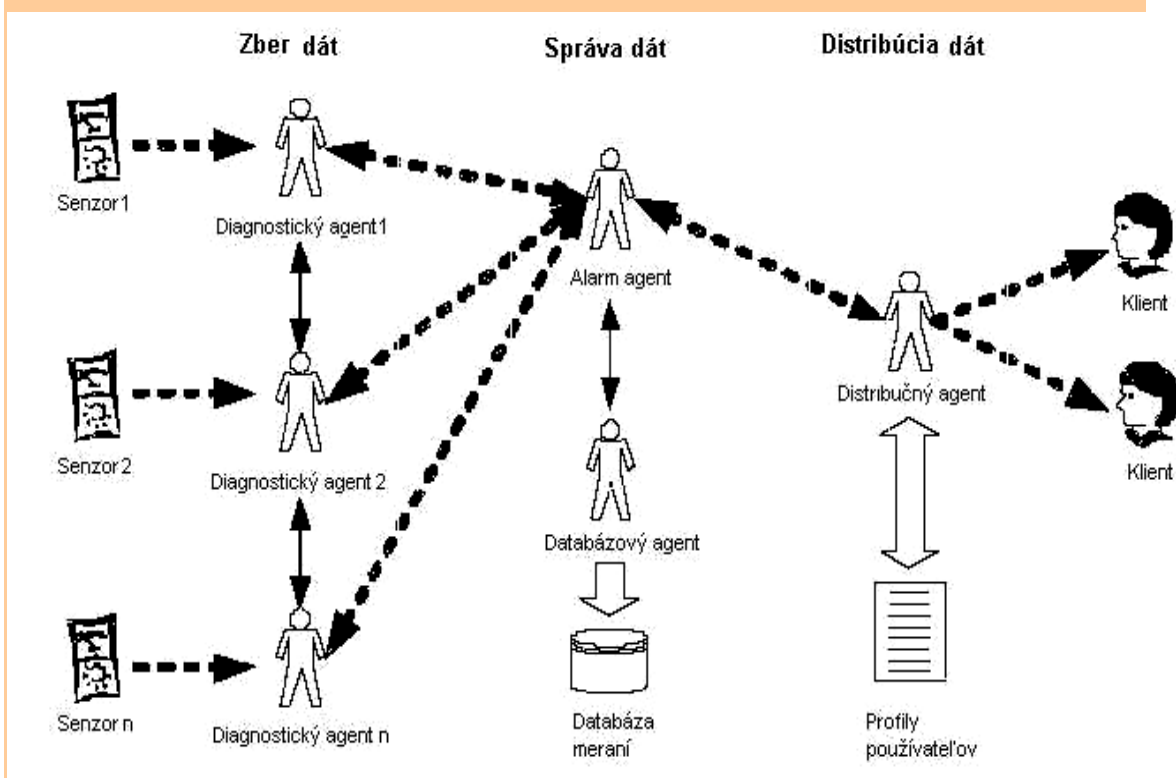 Zber dát
Správa dát
Distribúcia dát
Senzor1
Diagnostický agent1
Alarm agent
Klient
Senzor2
Diagnostický agent 2
Distribučný agent
Klient
Databázový agent
Senzor n
Diagnostický agent n
Databáza
meraní
Profily
používateľov